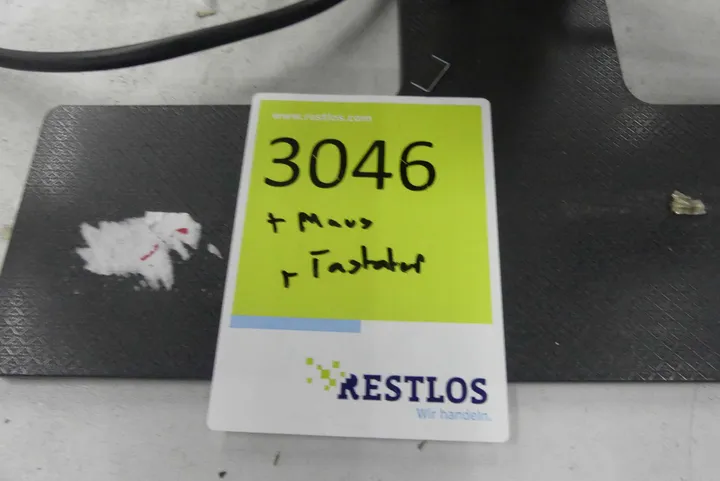 www.restlos.com
3046
+ Maus
+ Tastatur
RESTLOS
Wir handeln.